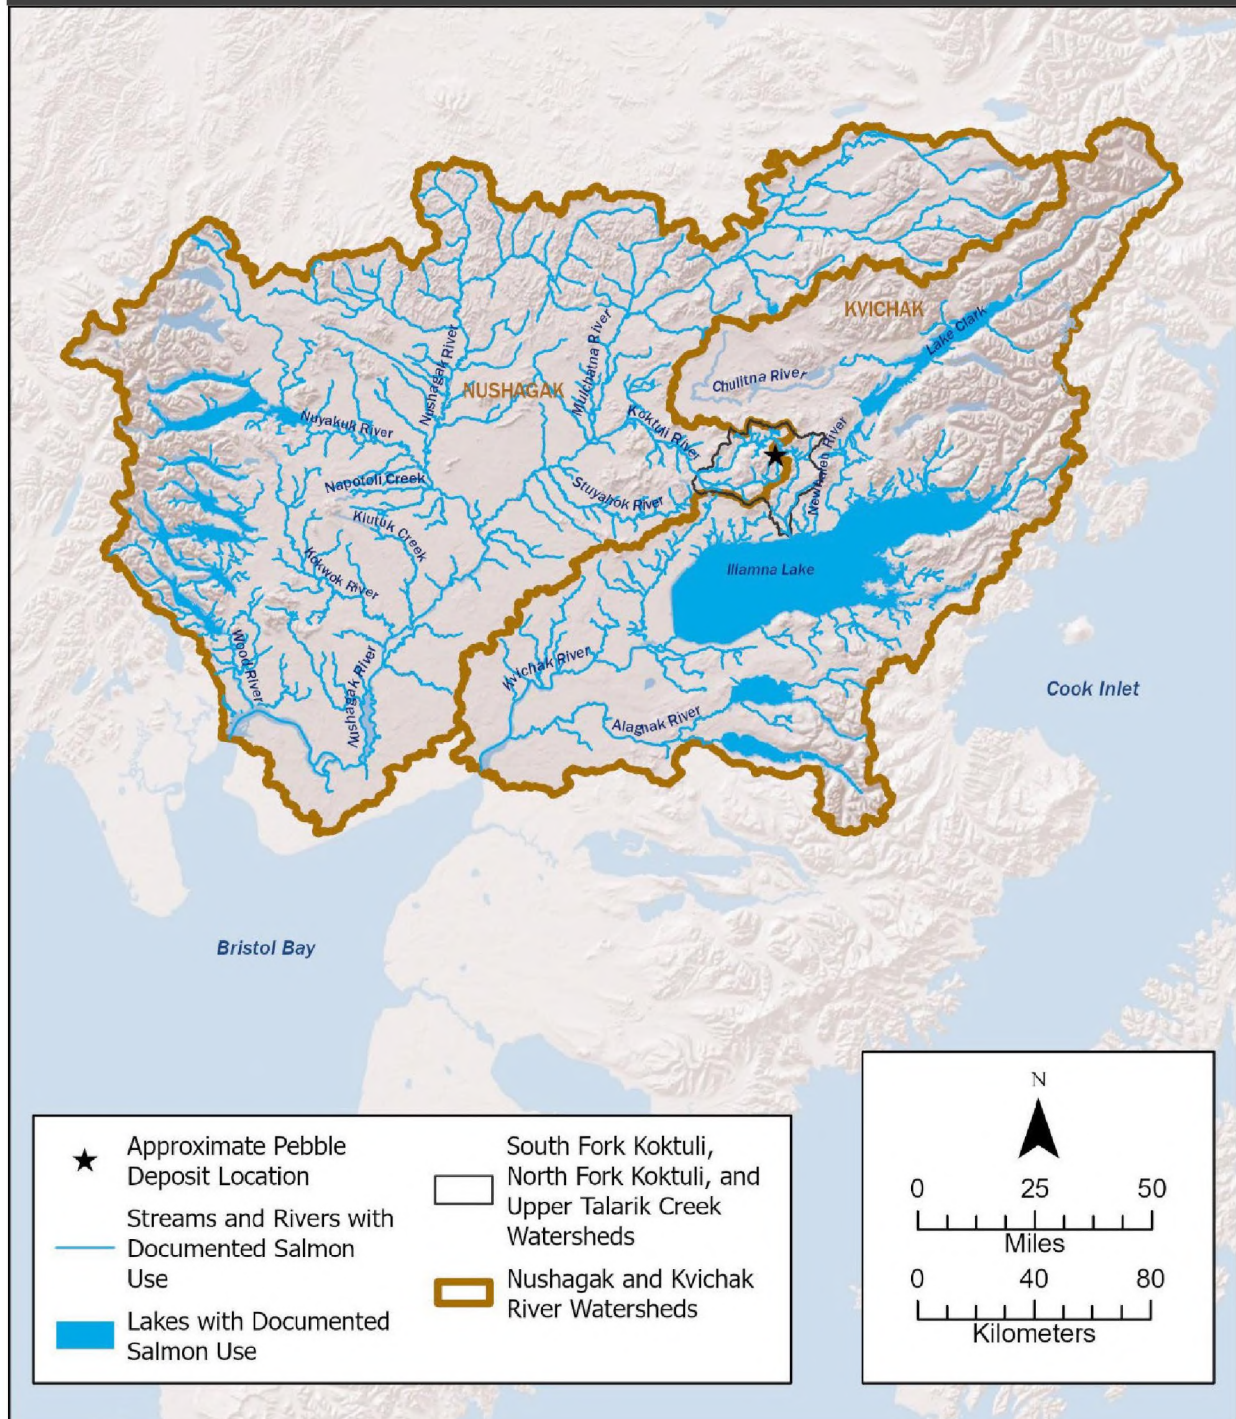 KVICHAK
Lake Clark
Chulitna River
Nushagak River
Mulchatna River
NUSHAGAK
Koktuli River
Newhalen River
Nuyakuk River
Napotoli Creek
Stuyahok River
Klutuk Creek
Kokwok River
Iliamna Lake
Wood River
Nushagak River
Kvichak River
Alagnak River
Cook Inlet
Bristol Bay
Approximate Pebble
Deposit Location
Streams and Rivers with
Documented Salmon
Use
Lakes with Documented
Salmon Use
South Fork Koktuli,
North Fork Koktuli, and
Upper Talarik Creek
Watersheds
Nushagak and Kvichak
River Watersheds
N
0 25 50
Miles
0 40 80
Kilometers